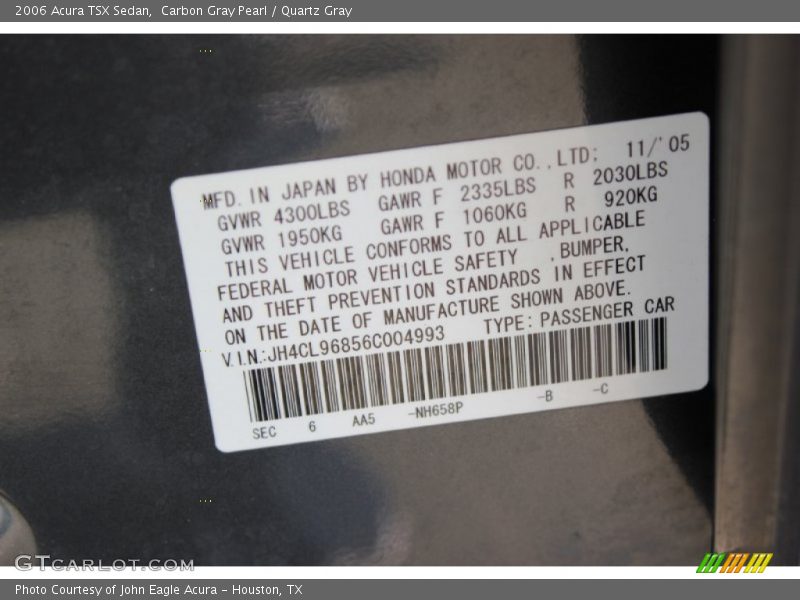 2006 Acura TSX Sedan, Carbon Gray Pearl / Quartz Gray
MFD. IN JAPAN BY HONDA MOTOR CO., LTD: 11/'05
GVWR 4300LBS GAWR F 2335LBS R 2030LBS
GVWR 1950KG GAWR F 1060KG R 920KG
THIS VEHICLE CONFORMS TO ALL APPLICABLE
FEDERAL MOTOR VEHICLE SAFETY ,BUMPER,
AND THEFT PREVENTION STANDARDS IN EFFECT
ON THE DATE OF MANUFACTURE SHOWN ABOVE.
V.I.N.:JH4CL96856C004993 TYPE: PASSENGER CAR
SEC 6 AA5 -NH658P -B -C
GTcarlot.com
Photo Courtesy of John Eagle Acura - Houston, TX